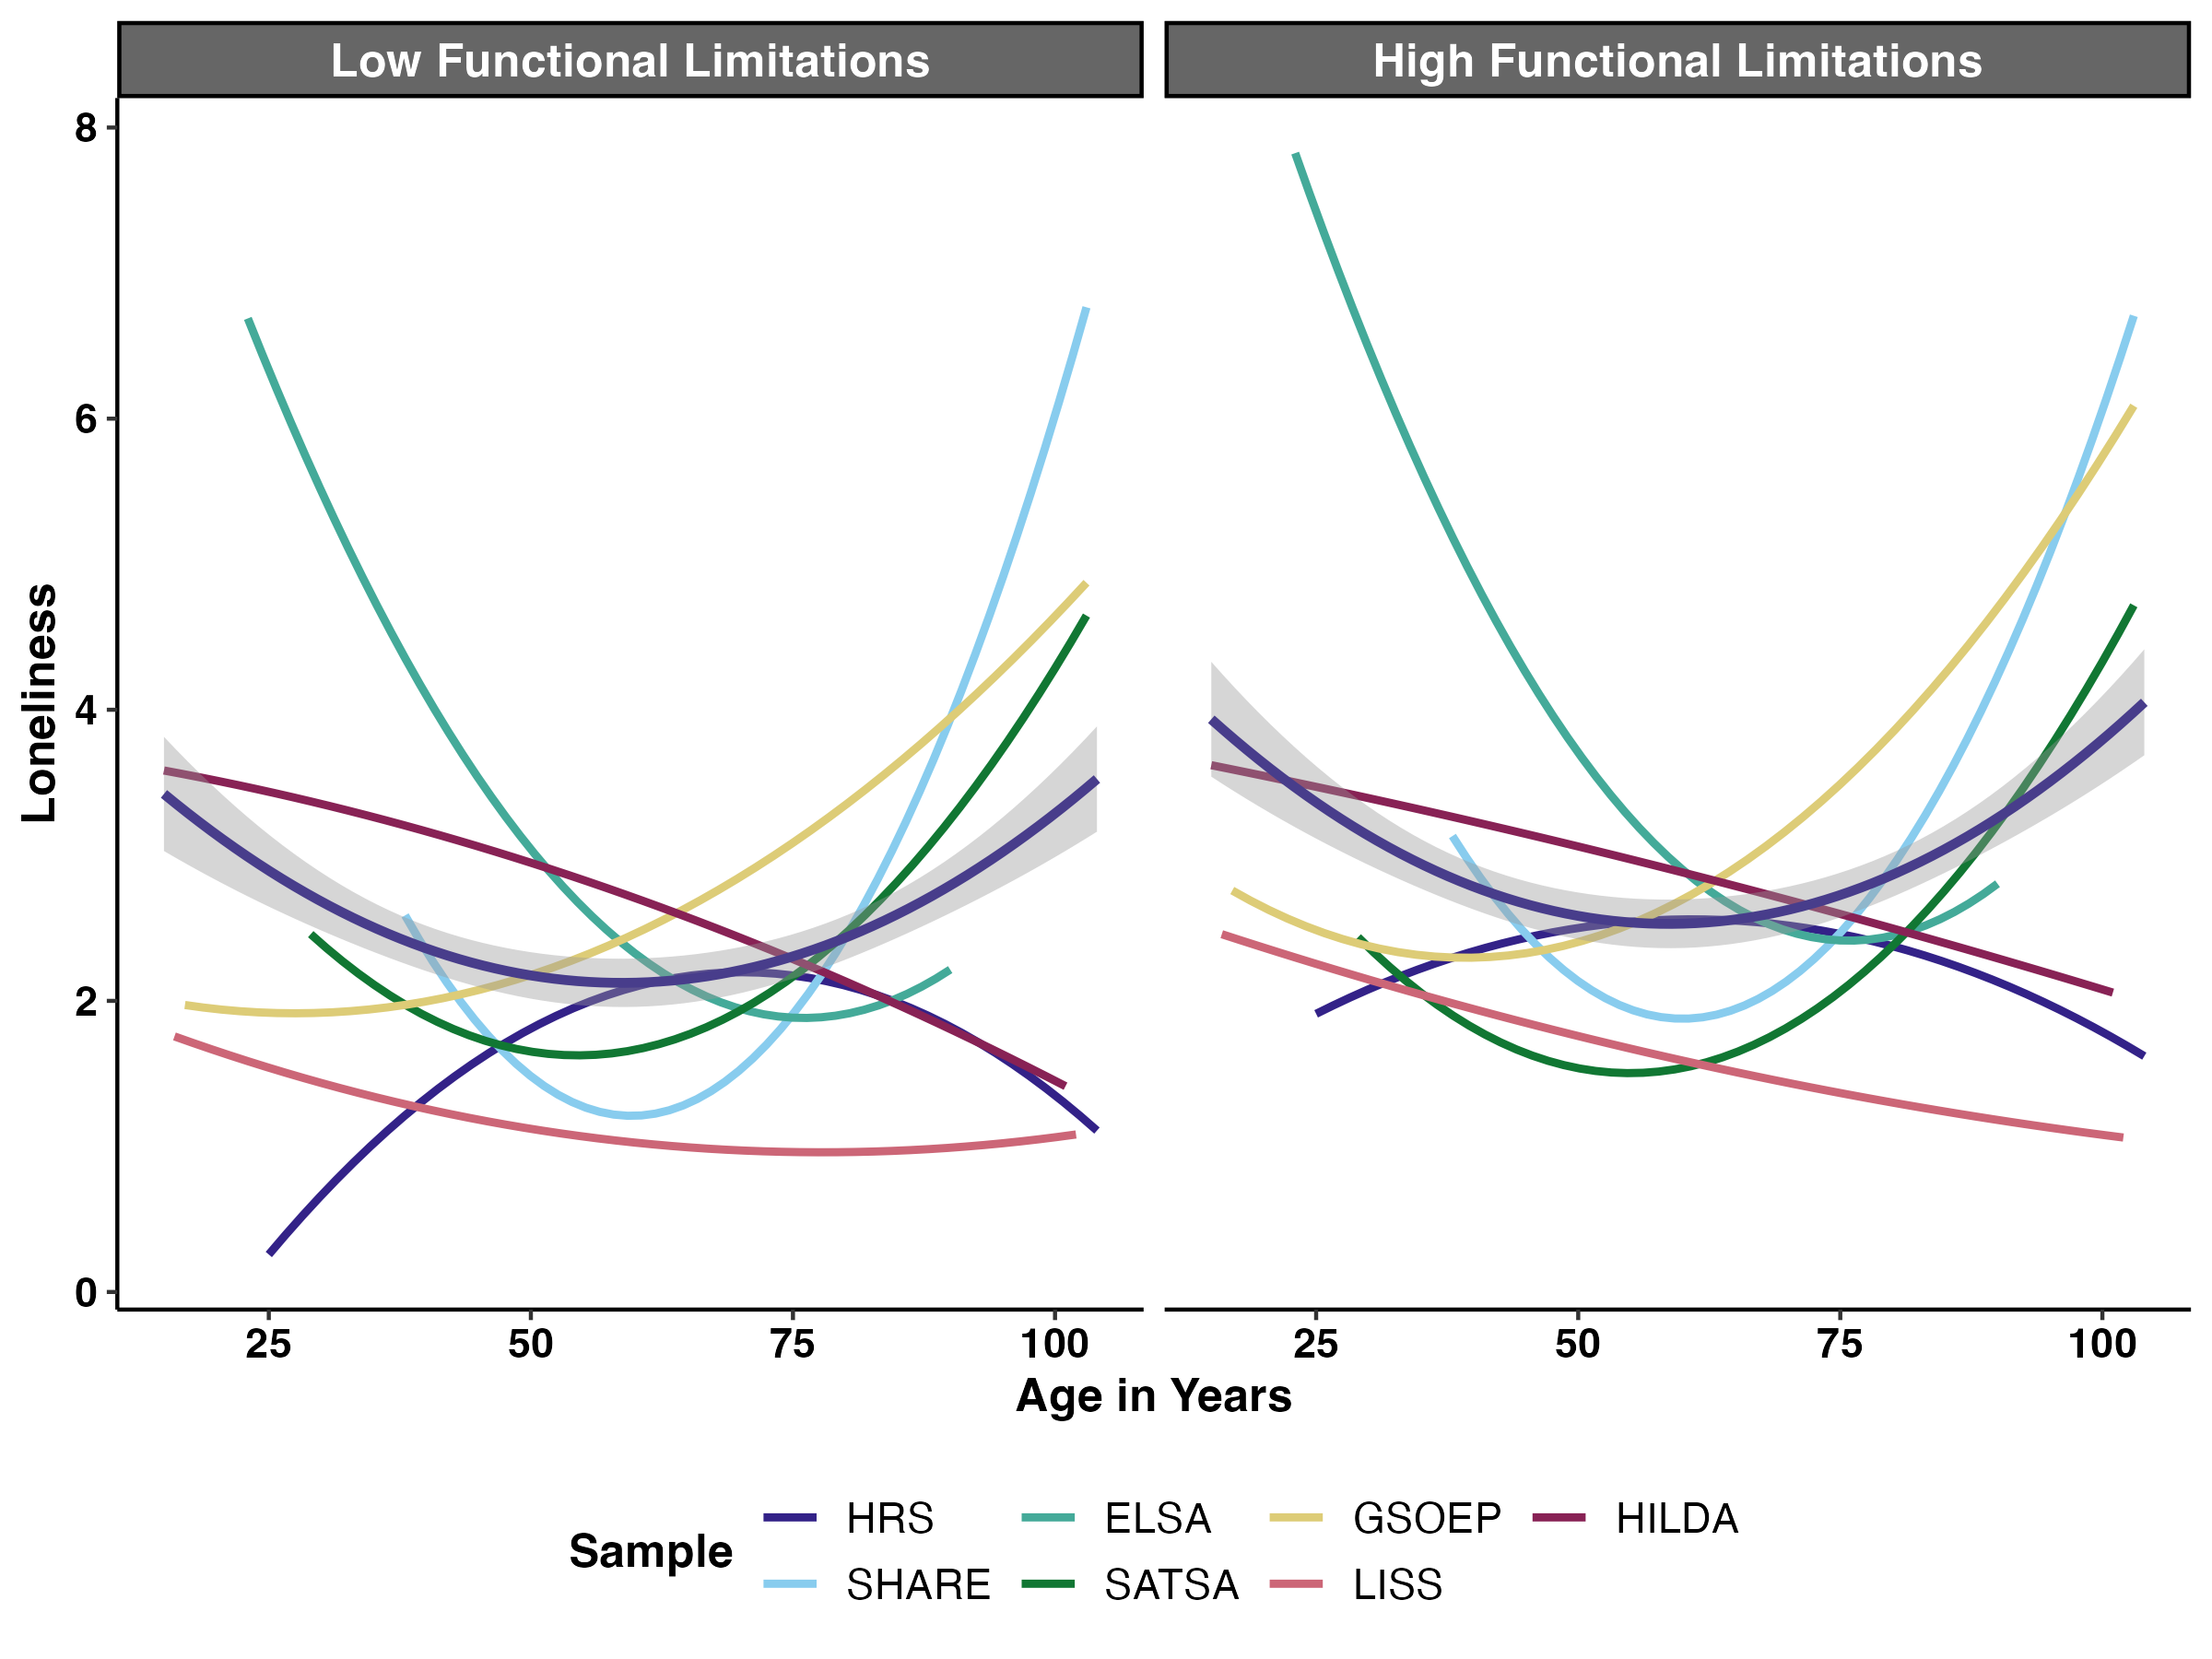 Low Functional Limitations High Functional Limitations
8
6
4
2
0
Loneliness
25 50 75 100 25 50 75 100
Age in Years
Sample
HRS ELSA GSOEP HILDA
SHARE SATSA LISS